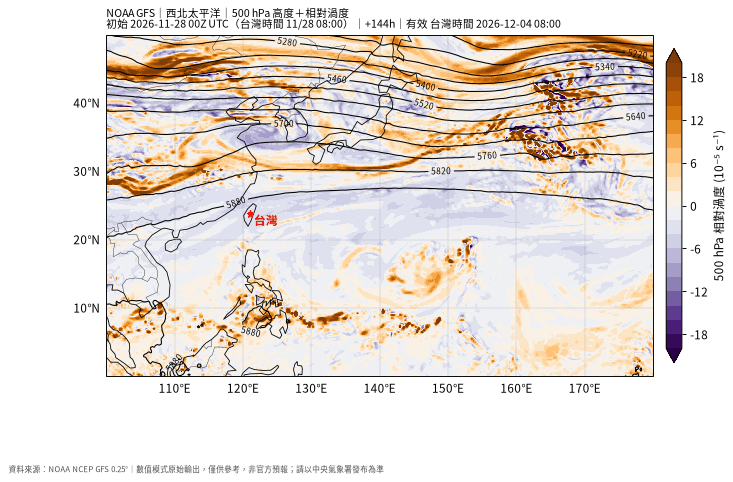 NOAA GFS｜西北太平洋｜500 hPa 高度＋相對渦度
初始 2026-11-28 00Z UTC（台灣時間 11/28 08:00）｜+144h｜有效 台灣時間 2026-12-04 08:00
5280
5220
5340
5460
5400
5520
5640
5700
5760
5820
5880
台灣
5880
5880
40°N
30°N
20°N
10°N
110°E
120°E
130°E
140°E
150°E
160°E
170°E
18
12
6
0
-6
-12
-18
500 hPa 相對渦度 (10⁻⁵ s⁻¹)
資料來源：NOAA NCEP GFS 0.25°｜數值模式原始輸出，僅供參考，非官方預報；請以中央氣象署發布為準